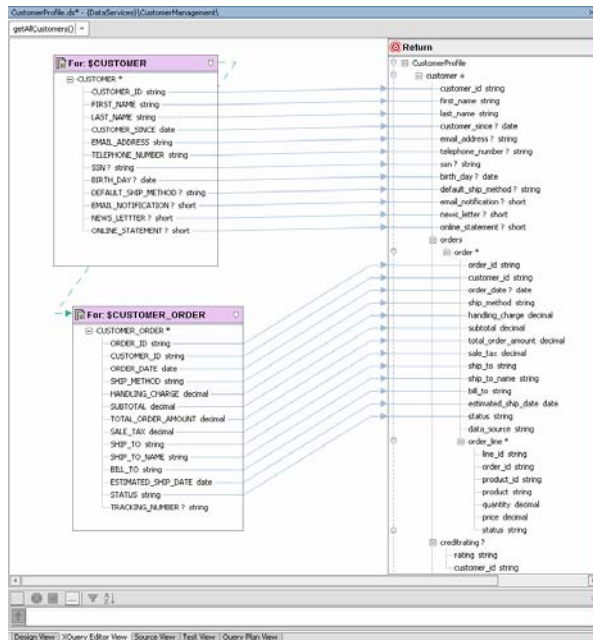 CustomerProfile.ds* - {DataServices}\CustomerManagement\
getAllCustomers()
For: $CUSTOMER
CUSTOMER *
CUSTOMER_ID string
FIRST_NAME string
LAST_NAME string
CUSTOMER_SINCE date
EMAIL_ADDRESS string
TELEPHONE_NUMBER string
SSN ? string
BIRTH_DAY ? date
DEFAULT_SHIP_METHOD ? string
EMAIL_NOTIFICATION ? short
NEWS_LETTTER ? short
ONLINE_STATEMENT ? short
For: $CUSTOMER_ORDER
CUSTOMER_ORDER *
ORDER_ID string
CUSTOMER_ID string
ORDER_DATE date
SHIP_METHOD string
HANDLING_CHARGE decimal
SUBTOTAL decimal
TOTAL_ORDER_AMOUNT decimal
SALE_TAX decimal
SHIP_TO string
SHIP_TO_NAME string
BILL_TO string
ESTIMATED_SHIP_DATE date
STATUS string
TRACKING_NUMBER ? string
Return
CustomerProfile
customer +
customer_id string
first_name string
last_name string
customer_since ? date
email_address ? string
telephone_number ? string
ssn ? string
birth_day ? date
default_ship_method ? string
email_notification ? short
news_letter ? short
online_statement ? short
orders
order *
order_id string
customer_id string
order_date ? date
ship_method string
handling_charge decimal
subtotal decimal
total_order_amount decimal
sale_tax decimal
ship_to string
ship_to_name string
bill_to string
estimated_ship_date date
status string
data_source string
order_line *
line_id string
order_id string
product_id string
product string
quantity decimal
price decimal
status string
creditrating ?
rating string
customer_id string
Design View | XQuery Editor View | Source View | Test View | Query Plan View